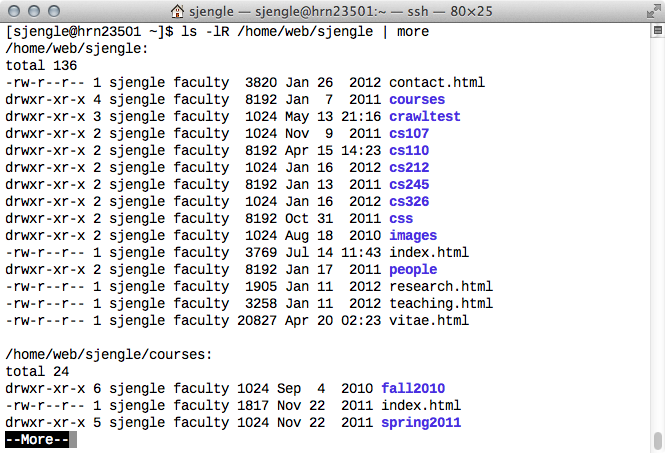 sjengle — sjengle@hrn23501:~ — ssh — 80×25
[sjengle@hrn23501 ~]$ ls -lR /home/web/sjengle | more
/home/web/sjengle:
total 136
-rw-r--r-- 1 sjengle faculty  3820 Jan 26  2012 contact.html
drwxr-xr-x 4 sjengle faculty  8192 Jan  7  2011 courses
drwxr-xr-x 3 sjengle faculty  1024 May 13 21:16 crawltest
drwxr-xr-x 2 sjengle faculty  1024 Nov  9  2011 cs107
drwxr-xr-x 2 sjengle faculty  8192 Apr 15 14:23 cs110
drwxr-xr-x 2 sjengle faculty  1024 Jan 16  2012 cs212
drwxr-xr-x 2 sjengle faculty  8192 Jan 13  2011 cs245
drwxr-xr-x 2 sjengle faculty  1024 Jan 16  2012 cs326
drwxr-xr-x 2 sjengle faculty  8192 Oct 31  2011 css
drwxr-xr-x 2 sjengle faculty  1024 Aug 18  2010 images
-rw-r--r-- 1 sjengle faculty  3769 Jul 14 11:43 index.html
drwxr-xr-x 2 sjengle faculty  8192 Jan 17  2011 people
-rw-r--r-- 1 sjengle faculty  1905 Jan 11  2012 research.html
-rw-r--r-- 1 sjengle faculty  3258 Jan 11  2012 teaching.html
-rw-r--r-- 1 sjengle faculty 20827 Apr 20 02:23 vitae.html

/home/web/sjengle/courses:
total 24
drwxr-xr-x 6 sjengle faculty 1024 Sep  4  2010 fall2010
-rw-r--r-- 1 sjengle faculty 1817 Nov 22  2011 index.html
drwxr-xr-x 5 sjengle faculty 1024 Nov 22  2011 spring2011
--More--